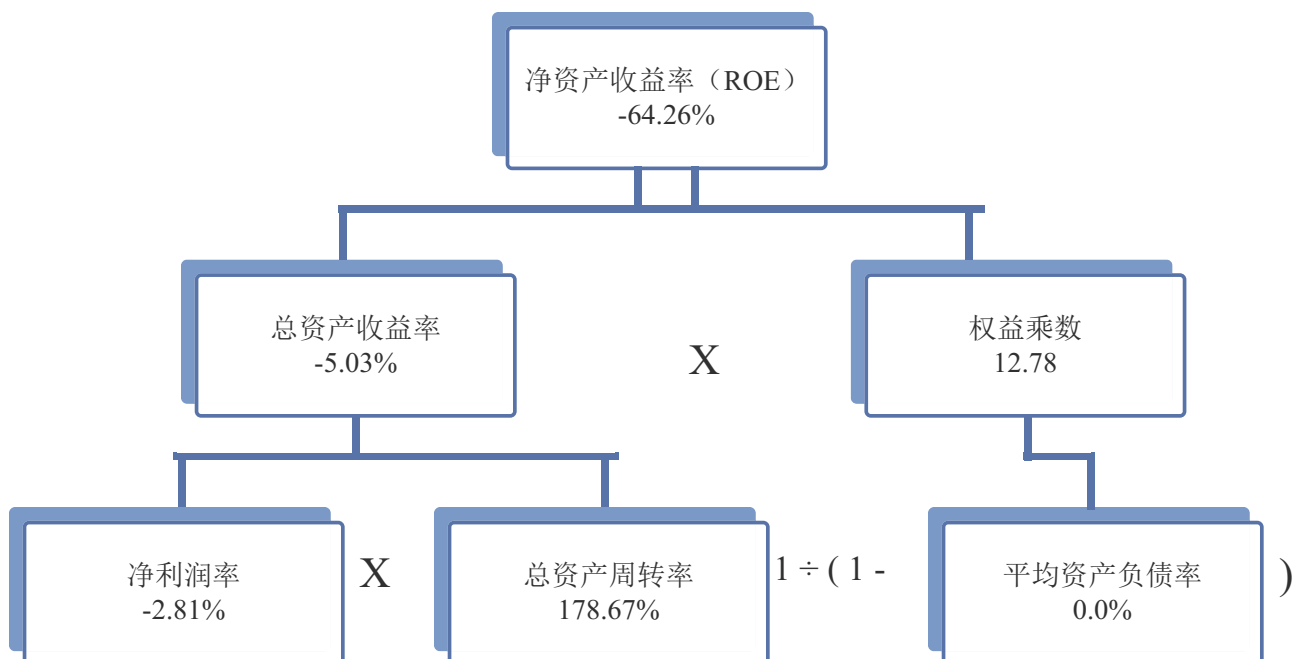 净资产收益率（ROE）
-64.26%
总资产收益率
-5.03%
X
权益乘数
12.78
净利润率
-2.81%
X
总资产周转率
178.67%
1 ÷ ( 1 -
平均资产负债率
0.0%
)